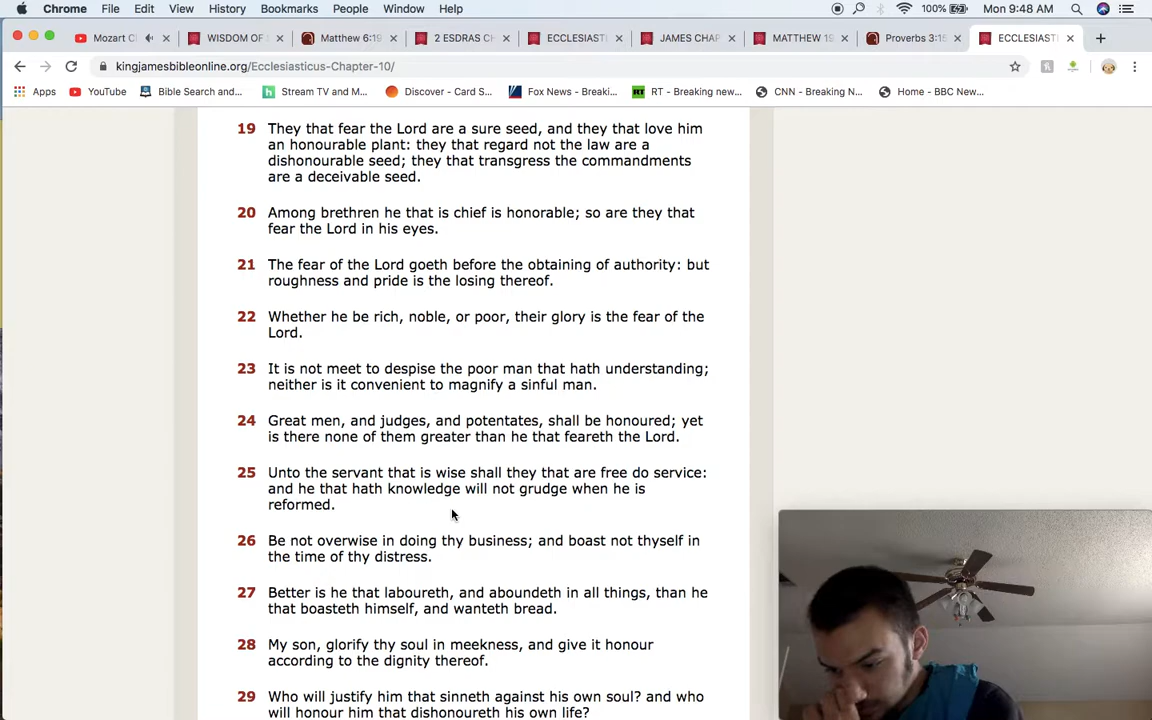 Chrome File Edit View History Bookmarks People Window Help 100% Mon 9:48 AM
Mozart C WISDOM OF Matthew 6:19 2 ESDRAS CH ECCLESIAST JAMES CHAP MATTHEW 19 Proverbs 3:15 ECCLESIAST
kingjamesbibleonline.org/Ecclesiasticus-Chapter-10/
Apps YouTube Bible Search and... Stream TV and M... Discover - Card S... Fox News - Breaki... RT - Breaking new... CNN - Breaking N... Home - BBC New...
19 They that fear the Lord are a sure seed, and they that love him
an honourable plant: they that regard not the law are a
dishonourable seed; they that transgress the commandments
are a deceivable seed.
20 Among brethren he that is chief is honorable; so are they that
fear the Lord in his eyes.
21 The fear of the Lord goeth before the obtaining of authority: but
roughness and pride is the losing thereof.
22 Whether he be rich, noble, or poor, their glory is the fear of the
Lord.
23 It is not meet to despise the poor man that hath understanding;
neither is it convenient to magnify a sinful man.
24 Great men, and judges, and potentates, shall be honoured; yet
is there none of them greater than he that feareth the Lord.
25 Unto the servant that is wise shall they that are free do service:
and he that hath knowledge will not grudge when he is
reformed.
26 Be not overwise in doing thy business; and boast not thyself in
the time of thy distress.
27 Better is he that laboureth, and aboundeth in all things, than he
that boasteth himself, and wanteth bread.
28 My son, glorify thy soul in meekness, and give it honour
according to the dignity thereof.
29 Who will justify him that sinneth against his own soul? and who
will honour him that dishonoureth his own life?